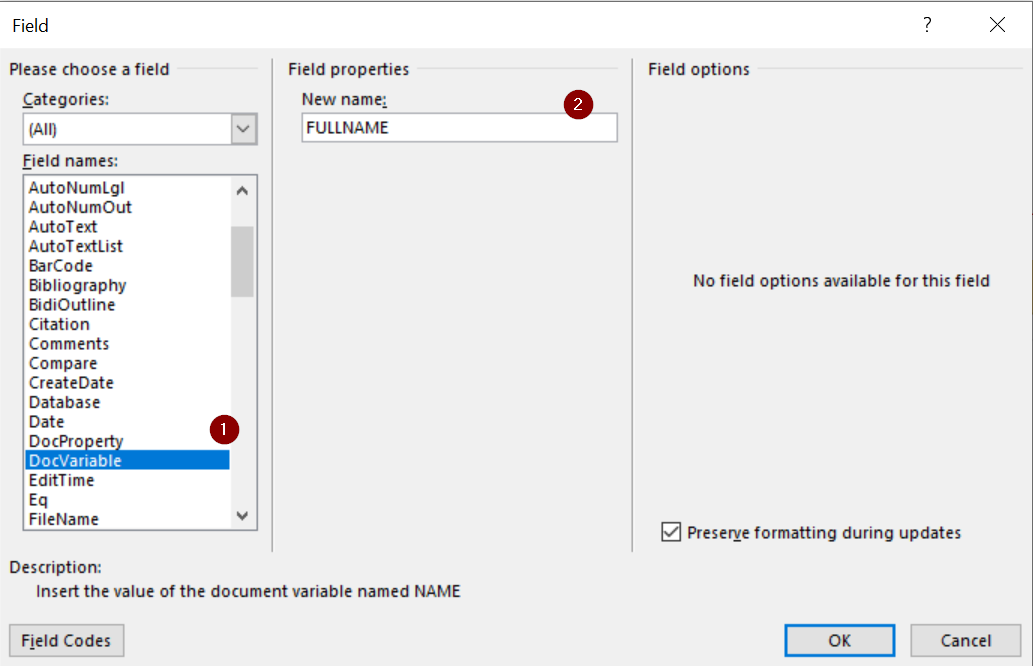 Field
?
Please choose a field
Categories:
(All)
Field names:
AutoNumLgl
AutoNumOut
AutoText
AutoTextList
BarCode
Bibliography
BidiOutline
Citation
Comments
Compare
CreateDate
Database
Date
DocProperty
DocVariable
EditTime
Eq
FileName
1
Field properties
New name:
2
FULLNAME
Field options
No field options available for this field
Preserve formatting during updates
Description:
Insert the value of the document variable named NAME
Field Codes
OK
Cancel